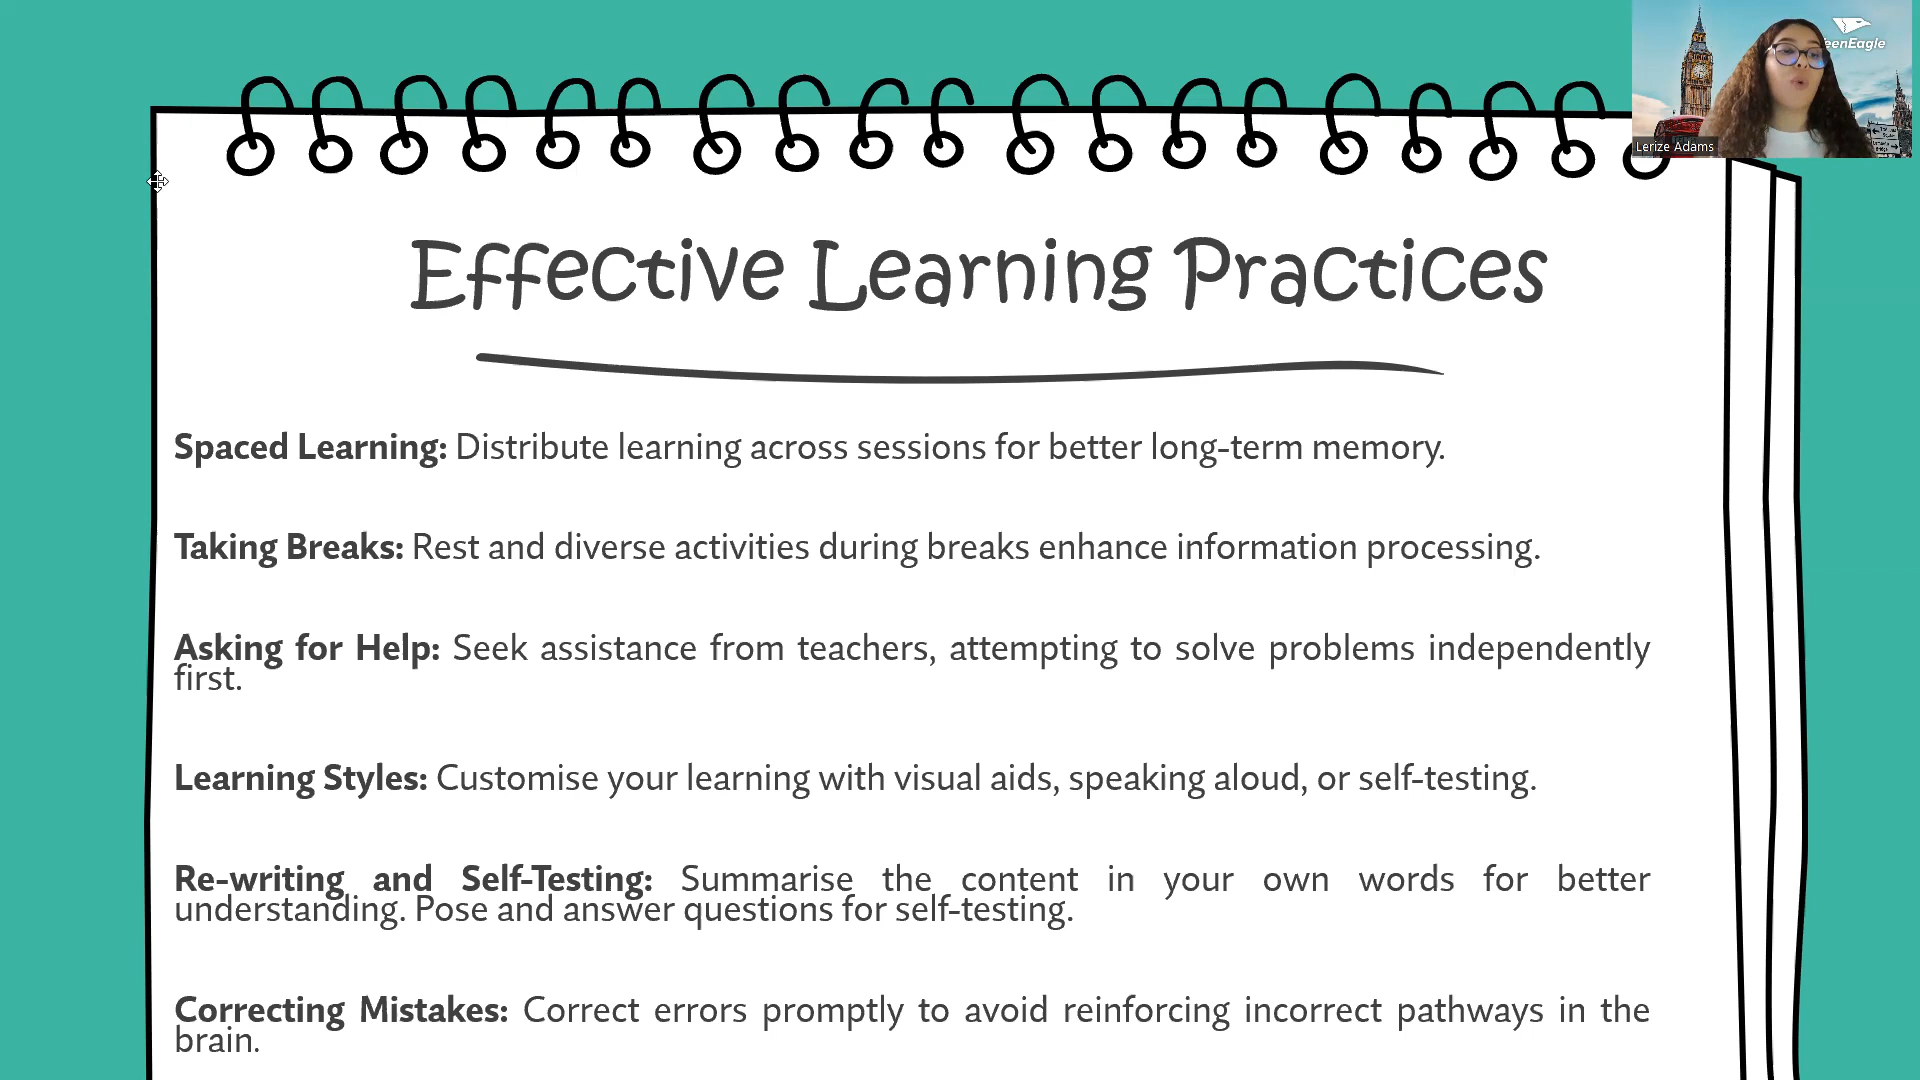 eenEagle
Lerize Adams
Effective Learning Practices
Spaced Learning: Distribute learning across sessions for better long-term memory.
Taking Breaks: Rest and diverse activities during breaks enhance information processing.
Asking for Help: Seek assistance from teachers, attempting to solve problems independently
first.
Learning Styles: Customise your learning with visual aids, speaking aloud, or self-testing.
Re-writing and Self-Testing: Summarise the content in your own words for better
understanding. Pose and answer questions for self-testing.
Correcting Mistakes: Correct errors promptly to avoid reinforcing incorrect pathways in the
brain.